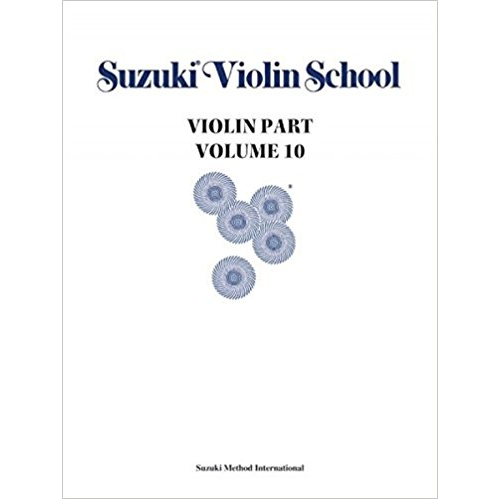 Suzuki® Violin School
VIOLIN PART
VOLUME 10
®
Suzuki Method International